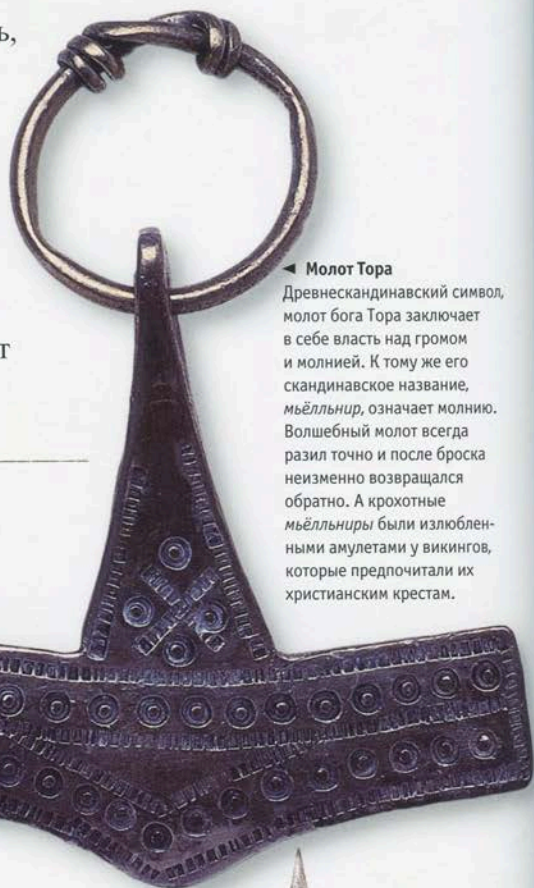 ь,
т
◄ Молот Тора
Древнескандинавский символ,
молот бога Тора заключает
в себе власть над громом
и молнией. К тому же его
скандинавское название,
мьёлльнир, означает молнию.
Волшебный молот всегда
разил точно и после броска
неизменно возвращался
обратно. А крохотные
мьёлльниры были излюблен-
ными амулетами у викингов,
которые предпочитали их
христианским крестам.